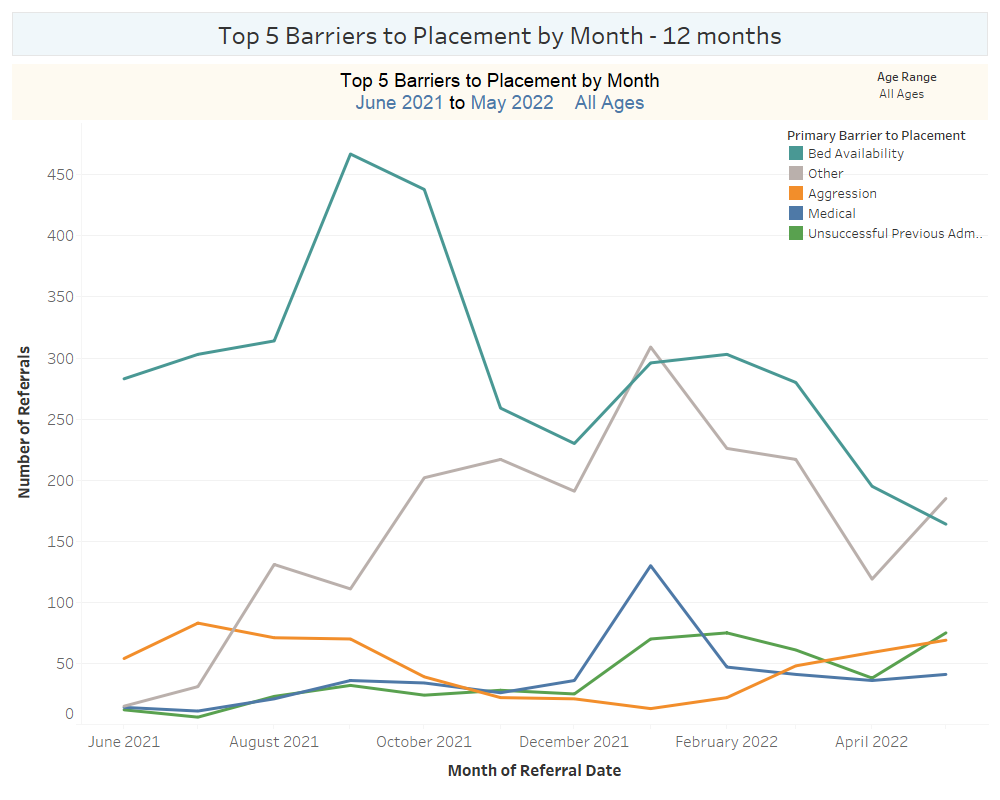 Top 5 Barriers to Placement by Month - 12 months
Top 5 Barriers to Placement by Month
June 2021 to May 2022 All Ages
Age Range
All Ages
Primary Barrier to Placement
Bed Availability
Other
Aggression
Medical
Unsuccessful Previous Adm..
Number of Referrals
450
400
350
300
250
200
150
100
50
0
June 2021 August 2021 October 2021 December 2021 February 2022 April 2022
Month of Referral Date